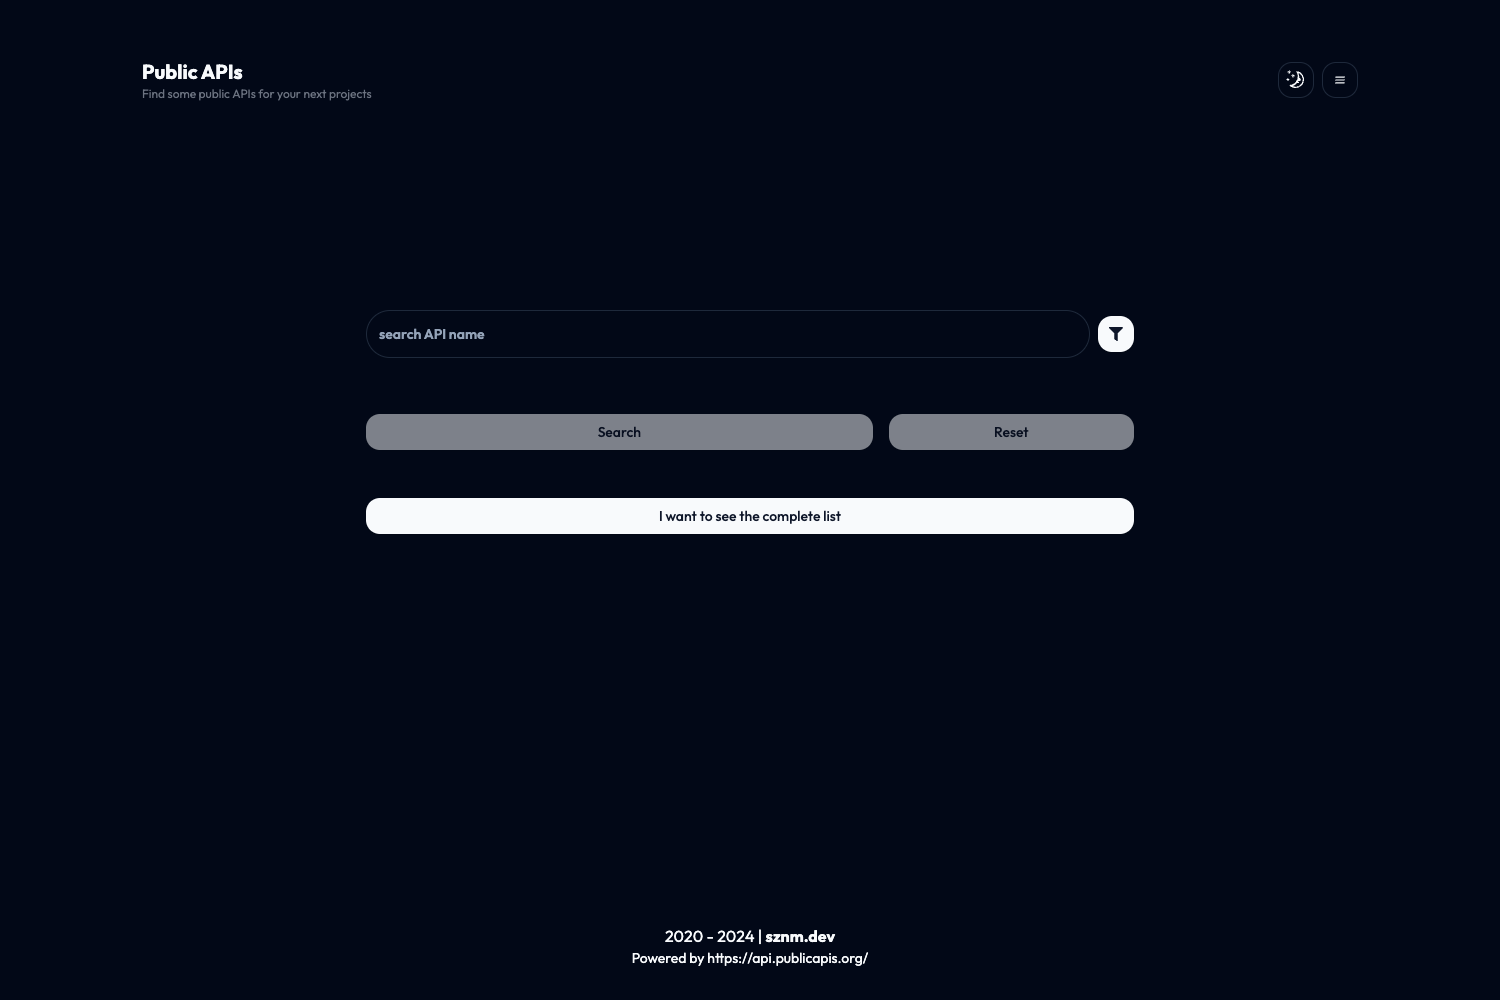 Public APIs
Find some public APIs for your next projects
search API name
Search
Reset
I want to see the complete list
2020 - 2024 | sznm.dev
Powered by https://api.publicapis.org/